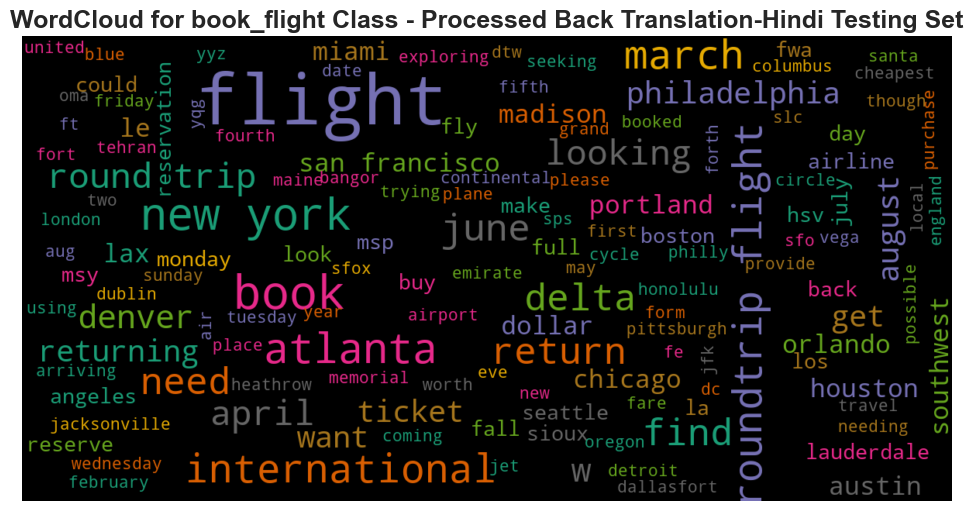 WordCloud for book_flight Class - Processed Back Translation-Hindi Testing Set
united
blue
yyz
miami
exploring
dtw
seeking
march
fwa
columbus
santa
cheapest
could
oma
friday
reservation
yqg
flight
date
fifth
madison
philadelphia
though
purchase
ft
le
fourth
fly
grand
booked
slc
day
fort
tehran
san francisco
looking
forth
airline
round trip
maine
bangor
continental
please
circle
two
trying
plane
london
new york
june
make
sps
portland
roundtrip flight
hsv
july
august
local
england
first
boston
aug
lax
monday
look
msp
full
cycle
philly
sfo
vega
msy
sunday
sfox
emirate
may
provide
dublin
book
buy
delta
honolulu
back
possible
using
denver
air
tuesday
year
airport
dollar
form
pittsburgh
get
southwest
returning
place
atlanta
return
fe
jfk
orlando
arriving
heathrow
memorial
worth
eve
chicago
los
angeles
need
new
dc
houston
jacksonville
april
ticket
seattle
fare
la
travel
reserve
want
coming
fall
sioux
oregon
find
needing
wednesday
international
jet
w
detroit
lauderdale
february
dallasfort
austin